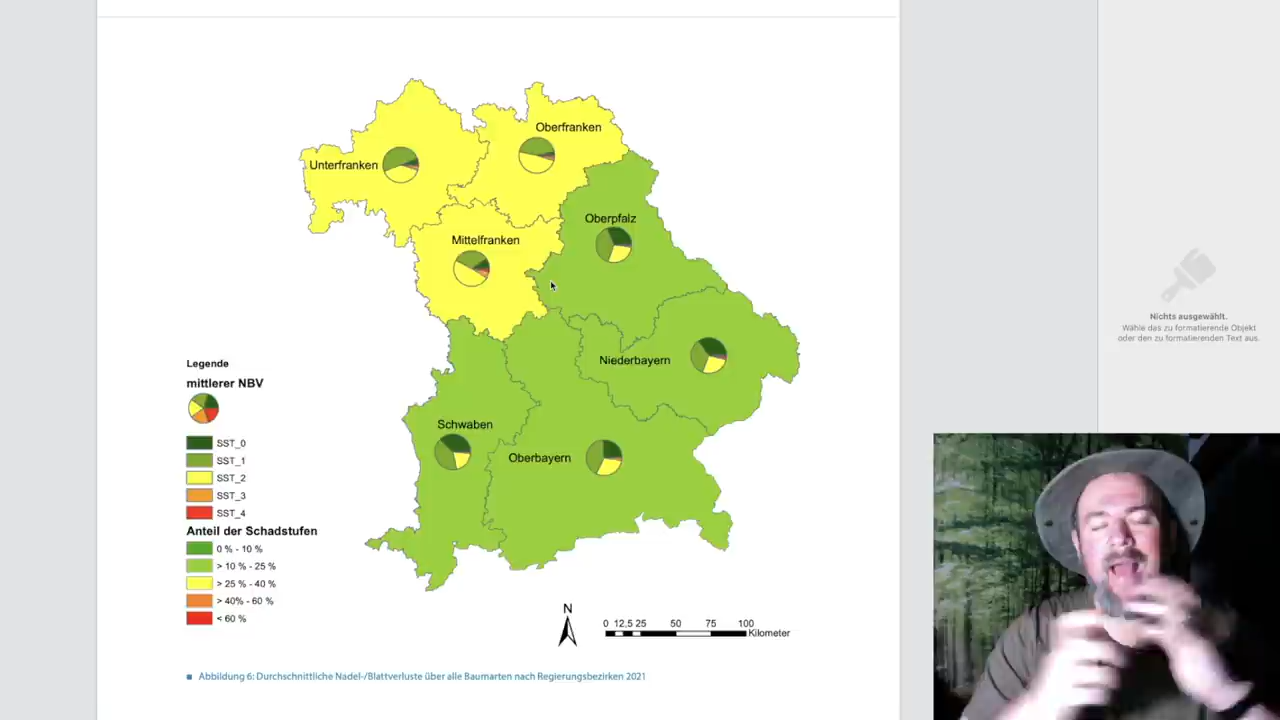 Oberfranken
Unterfranken
Oberpfalz
Mittelfranken
Niederbayern
Schwaben
Oberbayern
Legende
mittlerer NBV
SST_0
SST_1
SST_2
SST_3
SST_4
Anteil der Schadstufen
0 % - 10 %
> 10 % - 25 %
> 25 % - 40 %
> 40% - 60 %
< 60 %
N
0 12,5 25 50 75 100
Kilometer
Abbildung 6: Durchschnittliche Nadel-/Blattverluste über alle Baumarten nach Regierungsbezirken 2021
Nichts ausgewählt.
Wähle das zu formatierende Objekt
oder den zu formatierenden Text aus.